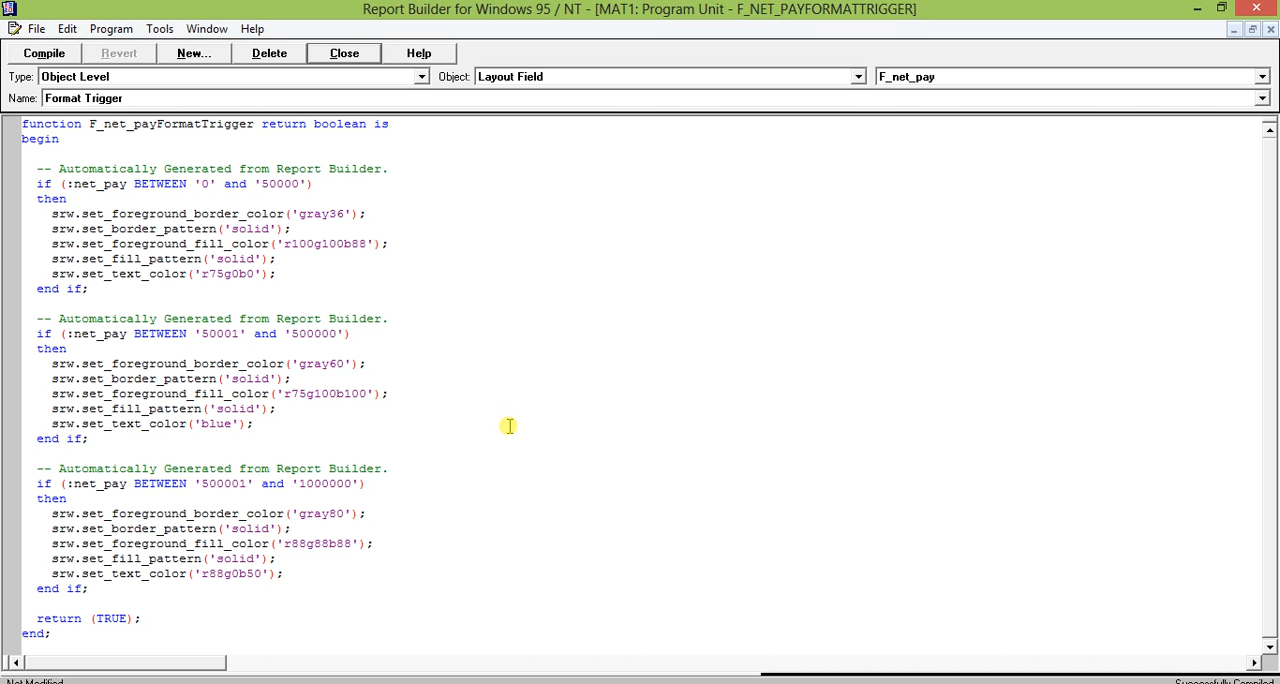 Report Builder for Windows 95 / NT - [MAT1: Program Unit - F_NET_PAYFORMATTRIGGER]
File Edit Program Tools Window Help
Compile Revert New... Delete Close Help
Type: Object Level Object: Layout Field F_net_pay
Name: Format Trigger
function F_net_payFormatTrigger return boolean is
begin
-- Automatically Generated from Report Builder.
if (:net_pay BETWEEN '0' and '50000')
then
srw.set_foreground_border_color('gray36');
srw.set_border_pattern('solid');
srw.set_foreground_fill_color('r100g100b88');
srw.set_fill_pattern('solid');
srw.set_text_color('r75g0b0');
end if;
-- Automatically Generated from Report Builder.
if (:net_pay BETWEEN '50001' and '500000')
then
srw.set_foreground_border_color('gray60');
srw.set_border_pattern('solid');
srw.set_foreground_fill_color('r75g100b100');
srw.set_fill_pattern('solid');
srw.set_text_color('blue');
end if;
-- Automatically Generated from Report Builder.
if (:net_pay BETWEEN '500001' and '1000000')
then
srw.set_foreground_border_color('gray80');
srw.set_border_pattern('solid');
srw.set_foreground_fill_color('r88g88b88');
srw.set_fill_pattern('solid');
srw.set_text_color('r88g0b50');
end if;
return (TRUE);
end;
Not Modified Successfully Compiled